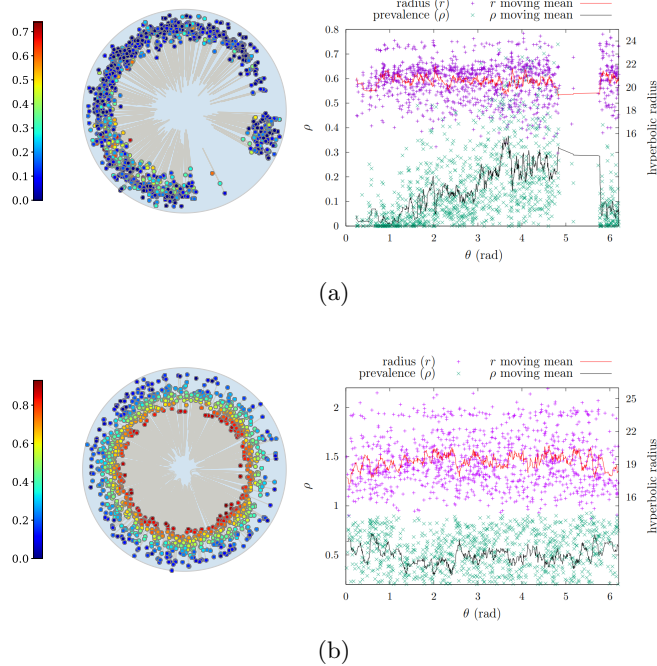 0.7
0.6
0.5
0.4
0.3
0.2
0.1
0.0
radius (r) r moving mean
prevalence (ρ) ρ moving mean
0.8
0.7
0.6
0.5
0.4
0.3
0.2
0.1
0
ρ
0 1 2 3 4 5 6
θ (rad)
24
22
20
18
16
hyperbolic radius
(a)
0.8
0.6
0.4
0.2
0.0
radius (r) r moving mean
prevalence (ρ) ρ moving mean
2
1.5
1
0.5
ρ
0 1 2 3 4 5 6
θ (rad)
24
22
20
19
18
16
hyperbolic radius
(b)